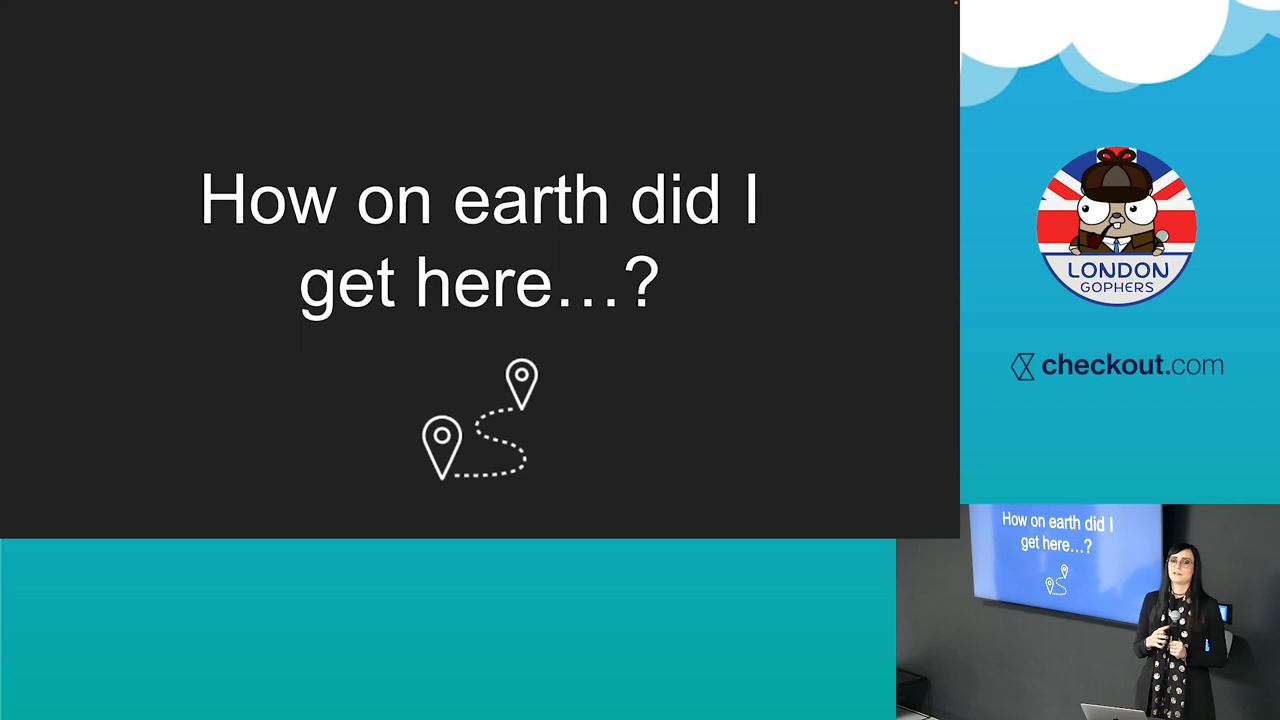 How on earth did I
get here…?
LONDON
GOPHERS
checkout.com
How on earth did I
get here…?